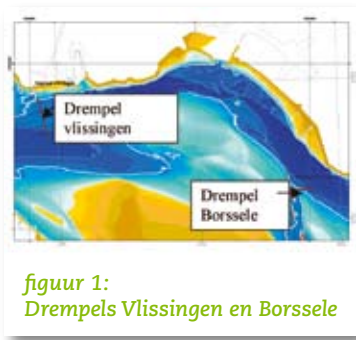 Drempel
vlissingen
Drempel
Borssele
figuur 1:
Drempels Vlissingen en Borssele